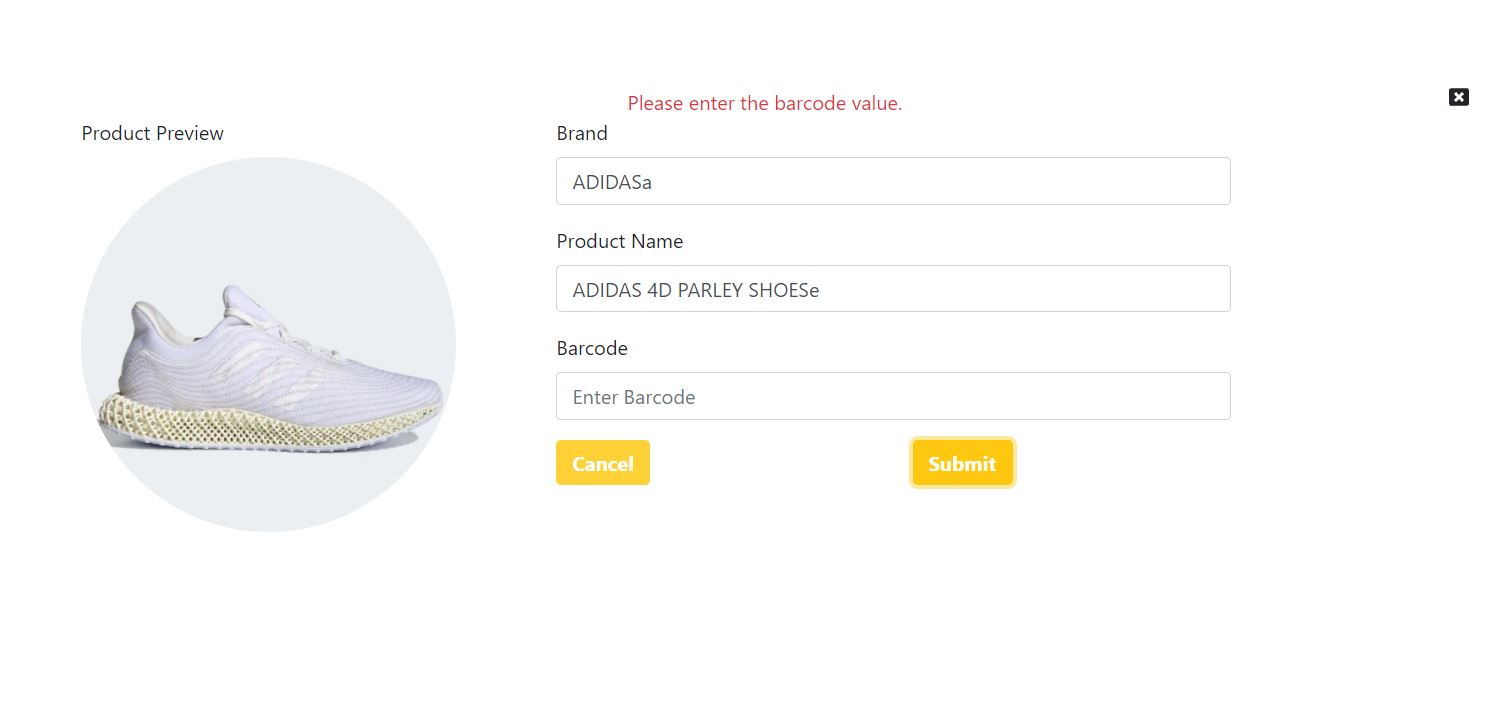 Please enter the barcode value.
Product Preview
Brand
ADIDASa
Product Name
ADIDAS 4D PARLEY SHOESe
Barcode
Enter Barcode
Cancel
Submit